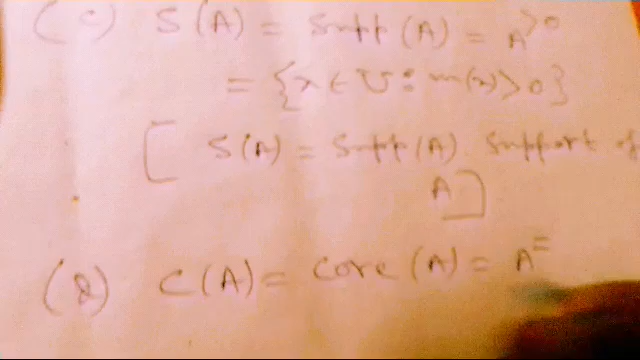 (c) S(A) = Supp(A) = A^>0
= {x ∈ U : m(x) > 0}
[ S(A) = Supp(A) Support of
A ]
(d) C(A) = Core(A) = A^=